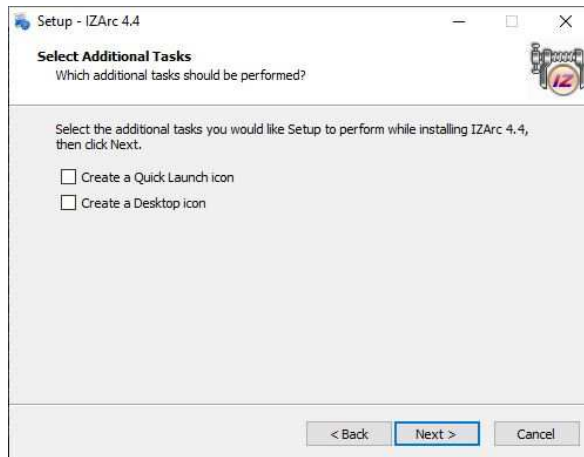 Setup - IZArc 4.4
Select Additional Tasks
Which additional tasks should be performed?
IZ
Select the additional tasks you would like Setup to perform while installing IZArc 4.4,
then click Next.
Create a Quick Launch icon
Create a Desktop icon
< Back
Next >
Cancel